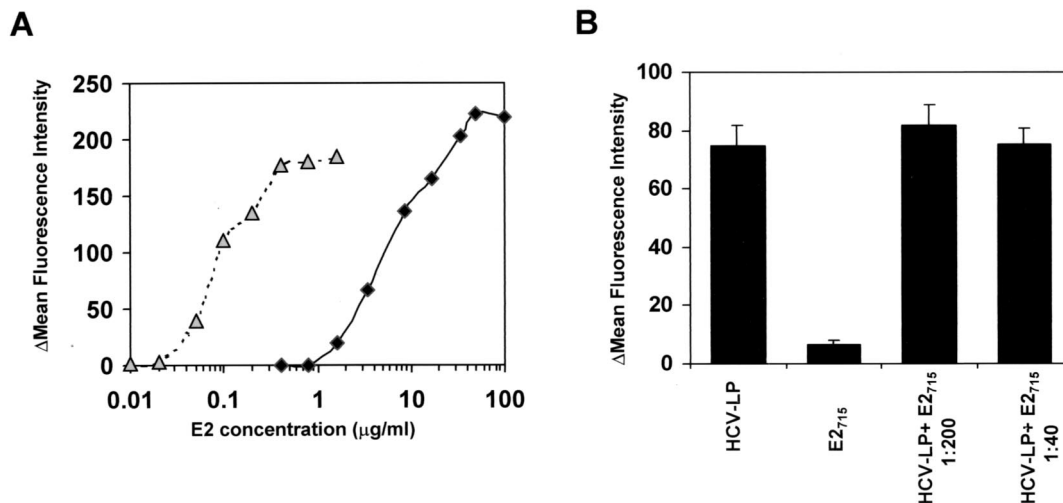 A
ΔMean Fluorescence Intensity
250
200
150
100
50
0
0.01
0.1
1
10
100
E2 concentration (μg/ml)
B
ΔMean Fluorescence Intensity
100
80
60
40
20
0
HCV-LP
E2₇₁₅
HCV-LP+ E2₇₁₅
1:200
HCV-LP+ E2₇₁₅
1:40